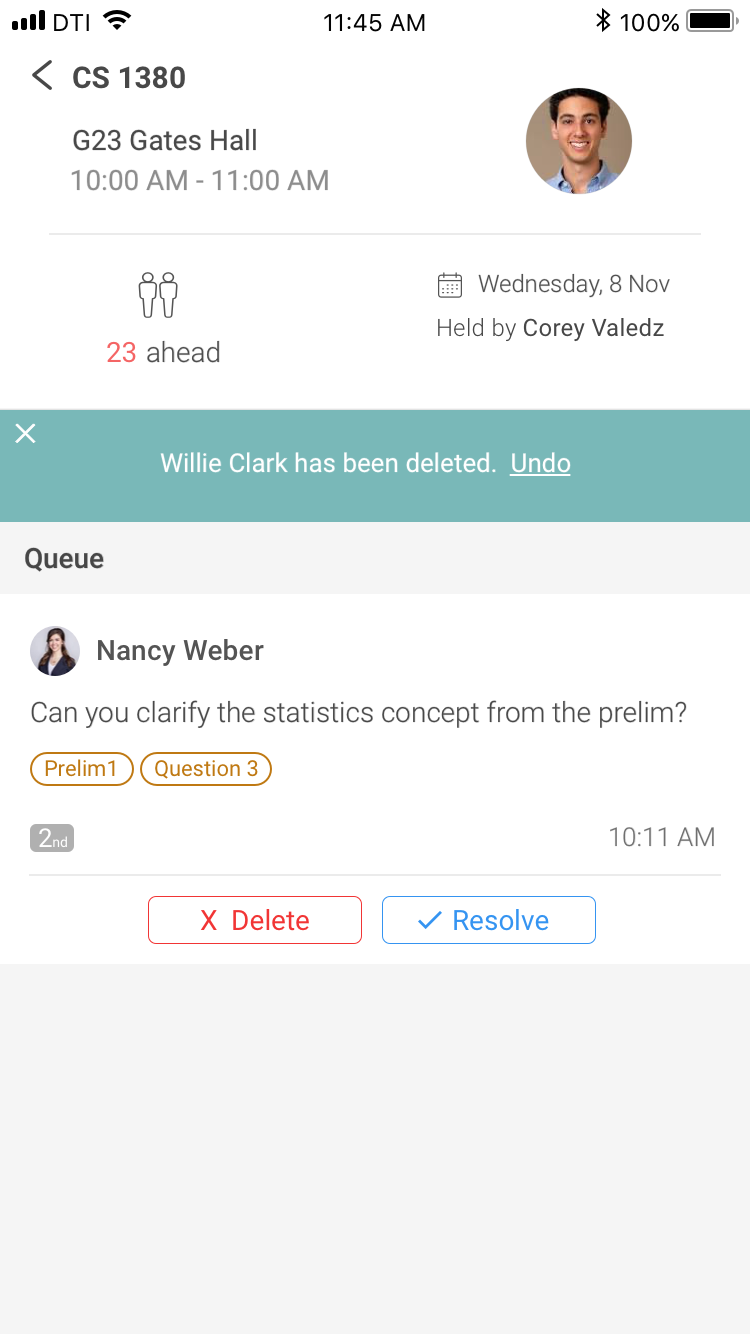 DTI 11:45 AM 100%
CS 1380
G23 Gates Hall
10:00 AM - 11:00 AM
23 ahead
Wednesday, 8 Nov
Held by Corey Valedz
Willie Clark has been deleted. Undo
Queue
Nancy Weber
Can you clarify the statistics concept from the prelim?
Prelim1 Question 3
2nd 10:11 AM
X Delete Resolve